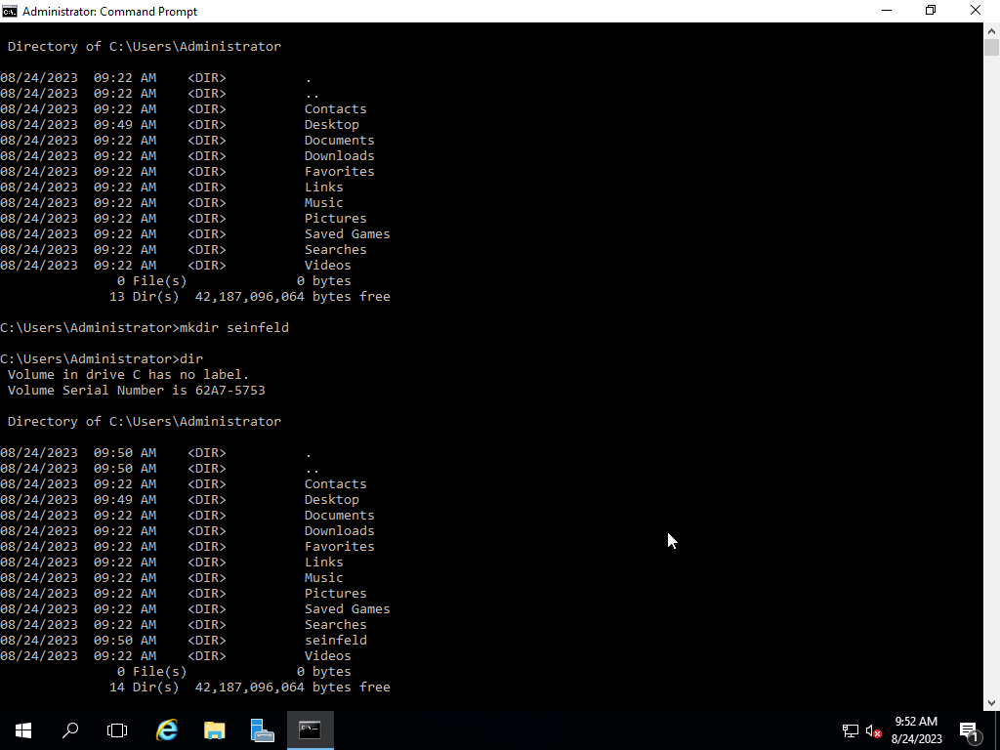 Administrator: Command Prompt
Directory of C:\Users\Administrator
08/24/2023  09:22 AM    <DIR>          .
08/24/2023  09:22 AM    <DIR>          ..
08/24/2023  09:22 AM    <DIR>          Contacts
08/24/2023  09:49 AM    <DIR>          Desktop
08/24/2023  09:22 AM    <DIR>          Documents
08/24/2023  09:22 AM    <DIR>          Downloads
08/24/2023  09:22 AM    <DIR>          Favorites
08/24/2023  09:22 AM    <DIR>          Links
08/24/2023  09:22 AM    <DIR>          Music
08/24/2023  09:22 AM    <DIR>          Pictures
08/24/2023  09:22 AM    <DIR>          Saved Games
08/24/2023  09:22 AM    <DIR>          Searches
08/24/2023  09:22 AM    <DIR>          Videos
0 File(s)              0 bytes
13 Dir(s)  42,187,096,064 bytes free
C:\Users\Administrator>mkdir seinfeld
C:\Users\Administrator>dir
Volume in drive C has no label.
Volume Serial Number is 62A7-5753
Directory of C:\Users\Administrator
08/24/2023  09:50 AM    <DIR>          .
08/24/2023  09:50 AM    <DIR>          ..
08/24/2023  09:22 AM    <DIR>          Contacts
08/24/2023  09:49 AM    <DIR>          Desktop
08/24/2023  09:22 AM    <DIR>          Documents
08/24/2023  09:22 AM    <DIR>          Downloads
08/24/2023  09:22 AM    <DIR>          Favorites
08/24/2023  09:22 AM    <DIR>          Links
08/24/2023  09:22 AM    <DIR>          Music
08/24/2023  09:22 AM    <DIR>          Pictures
08/24/2023  09:22 AM    <DIR>          Saved Games
08/24/2023  09:22 AM    <DIR>          Searches
08/24/2023  09:50 AM    <DIR>          seinfeld
08/24/2023  09:22 AM    <DIR>          Videos
0 File(s)              0 bytes
14 Dir(s)  42,187,096,064 bytes free
9:52 AM
8/24/2023
1